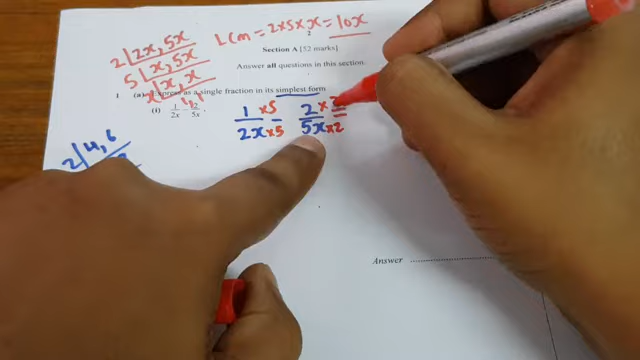 2 | 2x, 5x
LCM = 2×5×x = 10x
5 | x, 5x
x | x, x
1, 1
Section A [52 marks]
Answer all questions in this section.
1 (a) Express as a single fraction in its simplest form
(i) 1/2x 2/5x
1 ×5 = 2 × =
2x ×5 5x ×2
2 | 4, 6
Answer